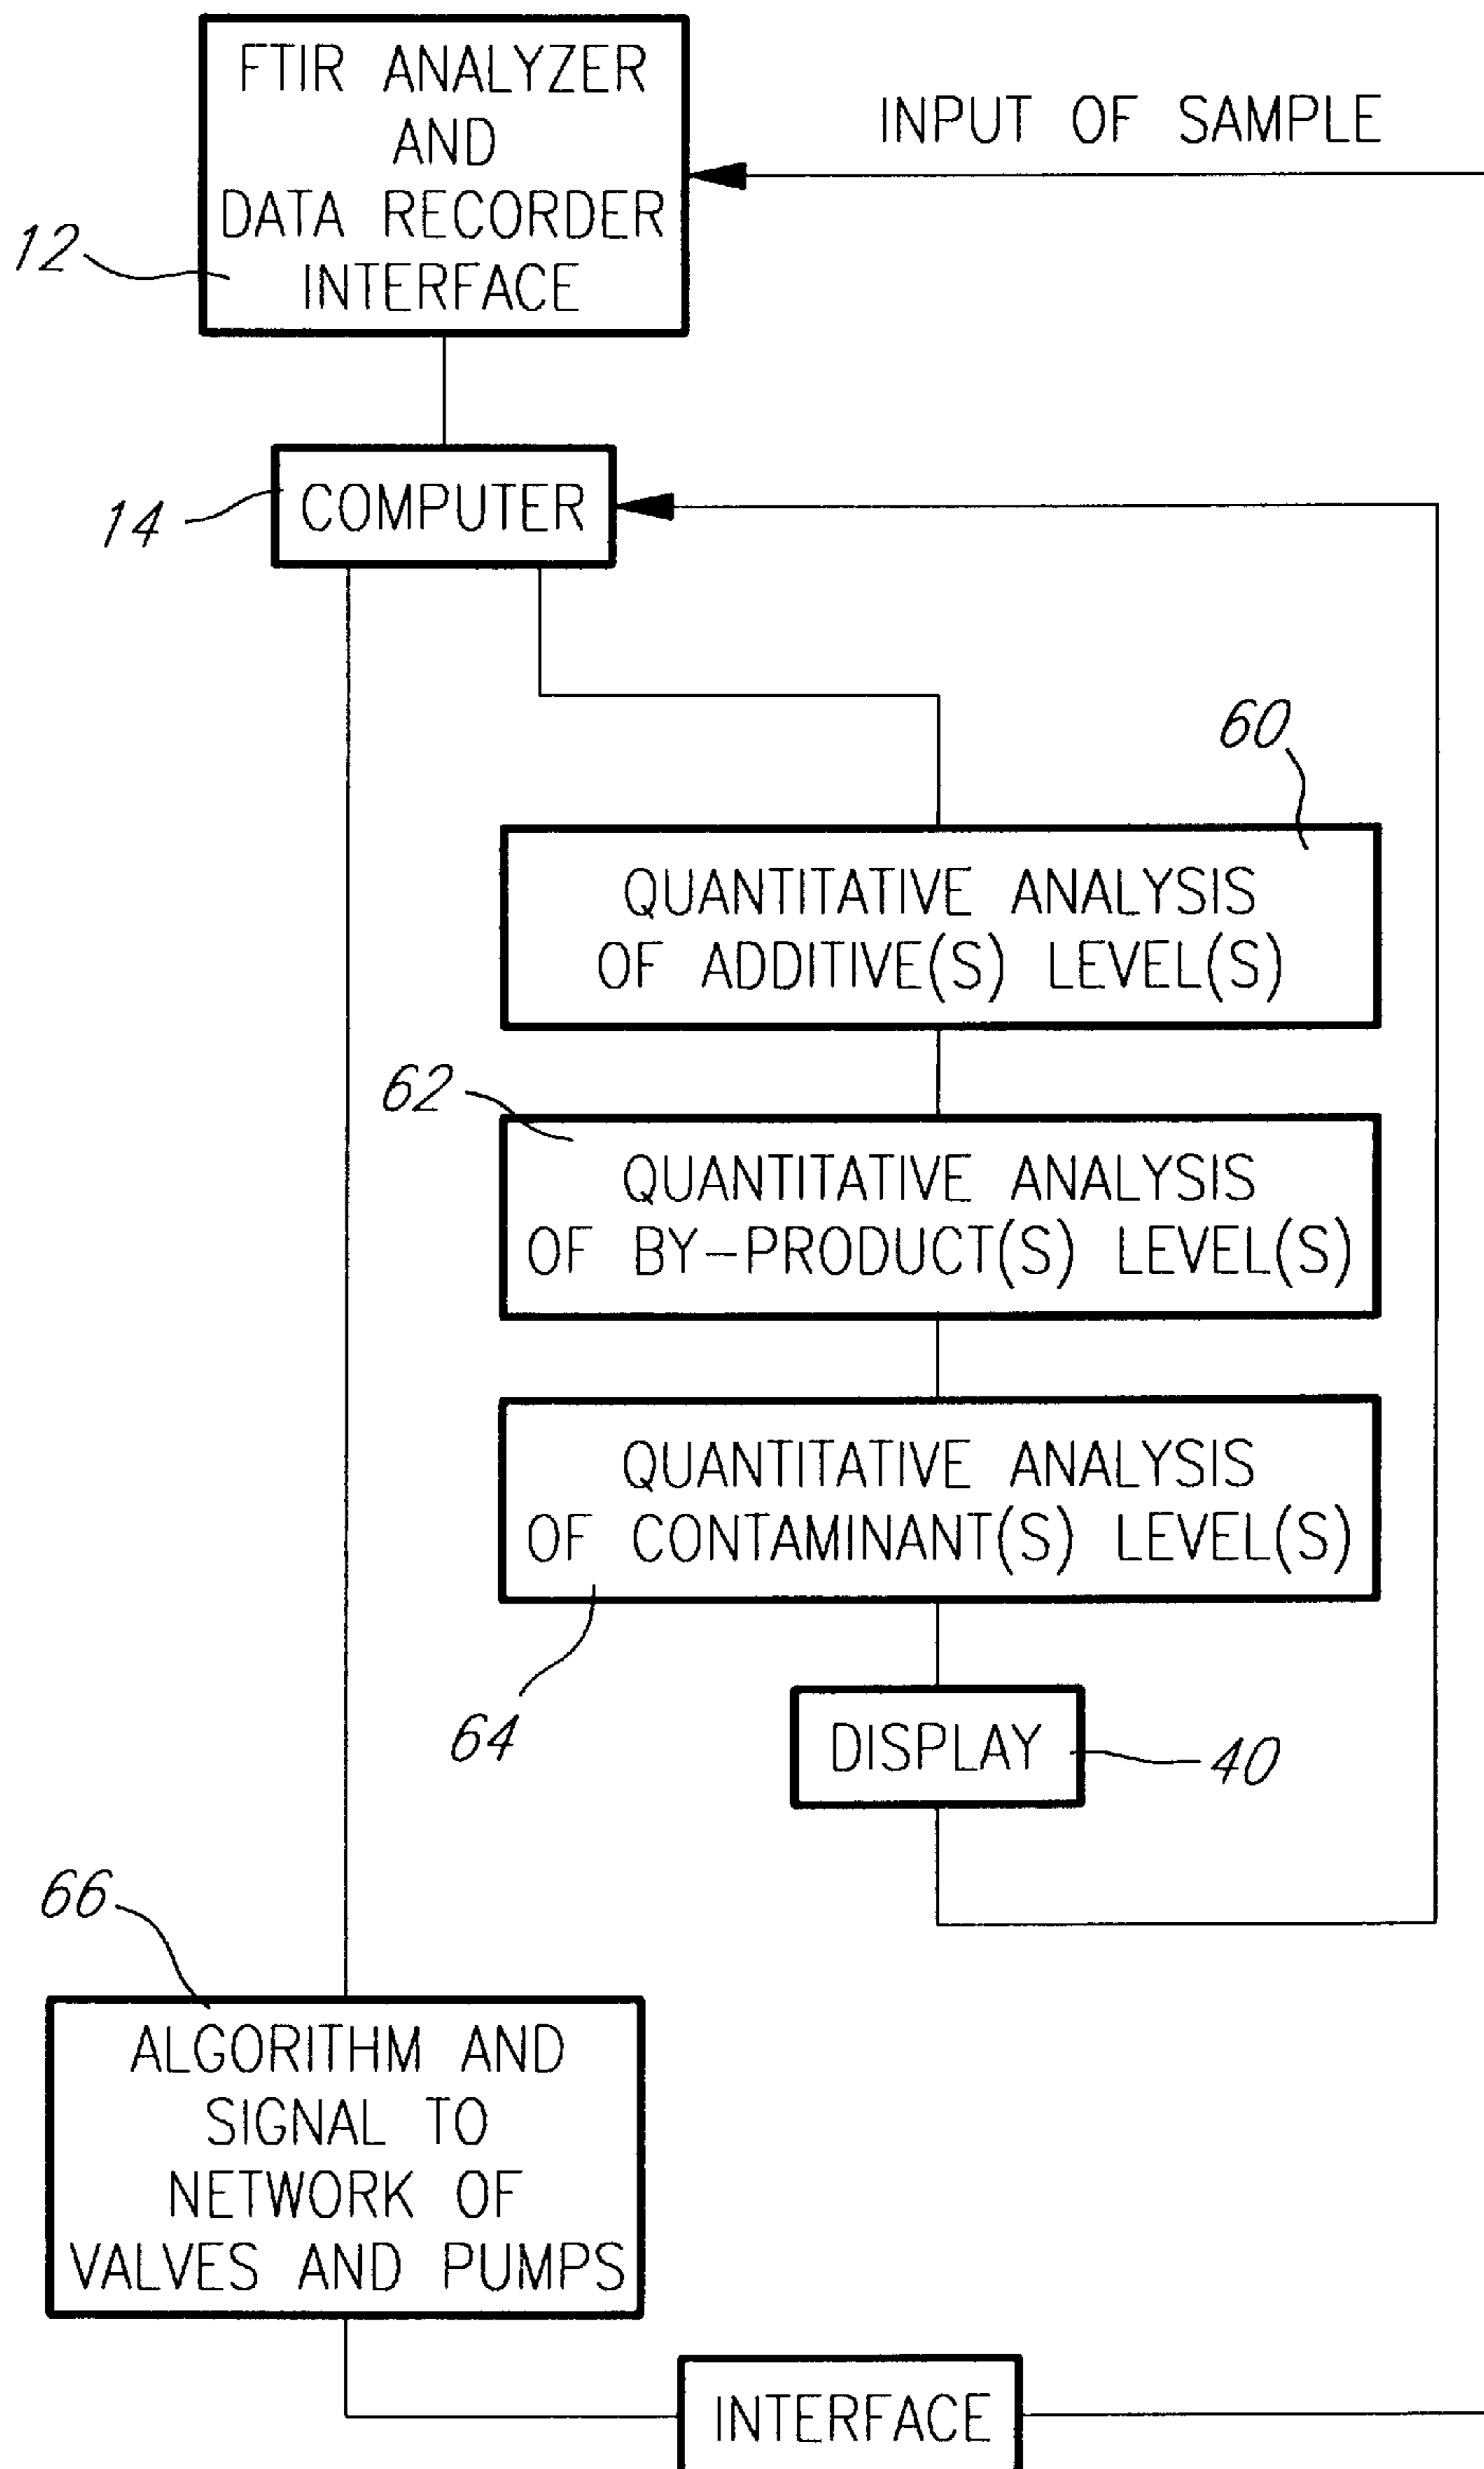 FTIR ANALYZER
AND
DATA RECORDER
INTERFACE
12
INPUT OF SAMPLE
COMPUTER
14
60
QUANTITATIVE ANALYSIS
OF ADDITIVE(S) LEVEL(S)
62
QUANTITATIVE ANALYSIS
OF BY-PRODUCT(S) LEVEL(S)
QUANTITATIVE ANALYSIS
OF CONTAMINANT(S) LEVEL(S)
64
DISPLAY
40
66
ALGORITHM AND
SIGNAL TO
NETWORK OF
VALVES AND PUMPS
INTERFACE